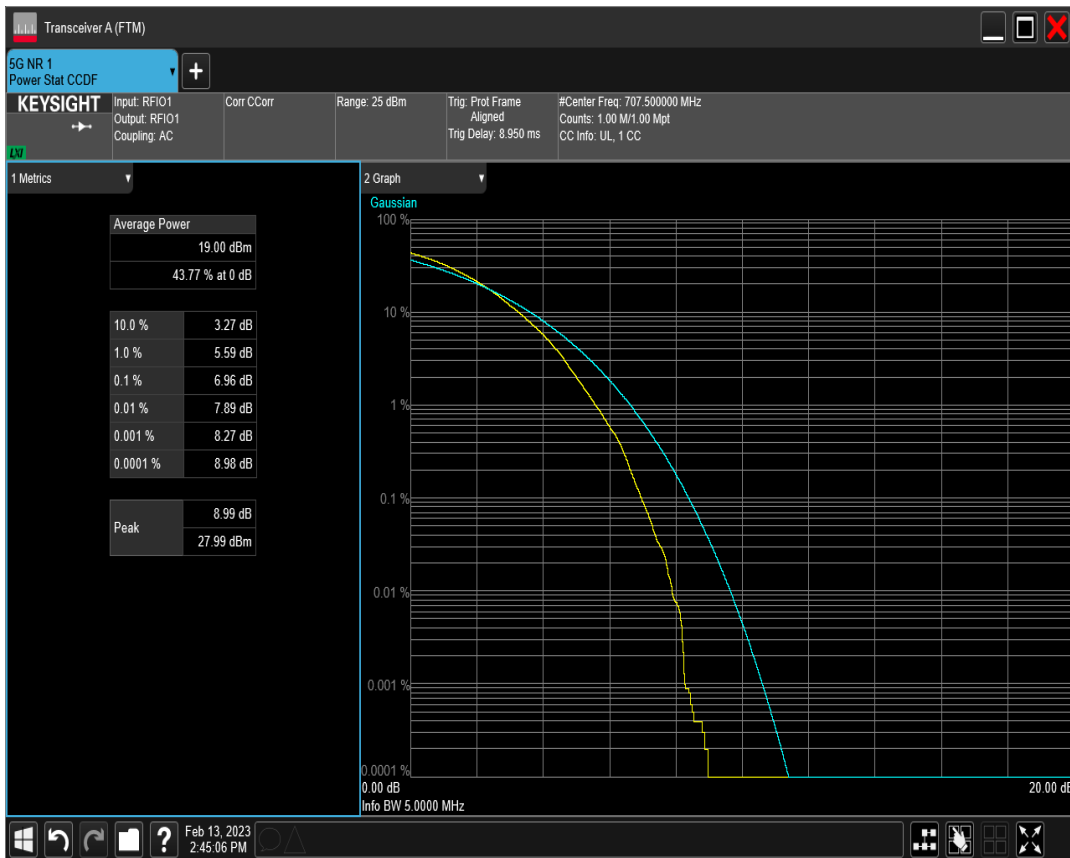 Transceiver A (FTM)
5G NR 1
Power Stat CCDF
+
KEYSIGHT
LXI
Input: RFIO1
Output: RFIO1
Coupling: AC
Corr CCorr
Range: 25 dBm
Trig: Prot Frame
Aligned
Trig Delay: 8.950 ms
#Center Freq: 707.500000 MHz
Counts: 1.00 M/1.00 Mpt
CC Info: UL, 1 CC
1 Metrics
Average Power
19.00 dBm
43.77 % at 0 dB
10.0 % 3.27 dB
1.0 % 5.59 dB
0.1 % 6.96 dB
0.01 % 7.89 dB
0.001 % 8.27 dB
0.0001 % 8.98 dB
Peak
8.99 dB
27.99 dBm
2 Graph
Gaussian
100 %
10 %
1 %
0.1 %
0.01 %
0.001 %
0.0001 %
0.00 dB 20.00 dB
Info BW 5.0000 MHz
?
Feb 13, 2023
2:45:06 PM